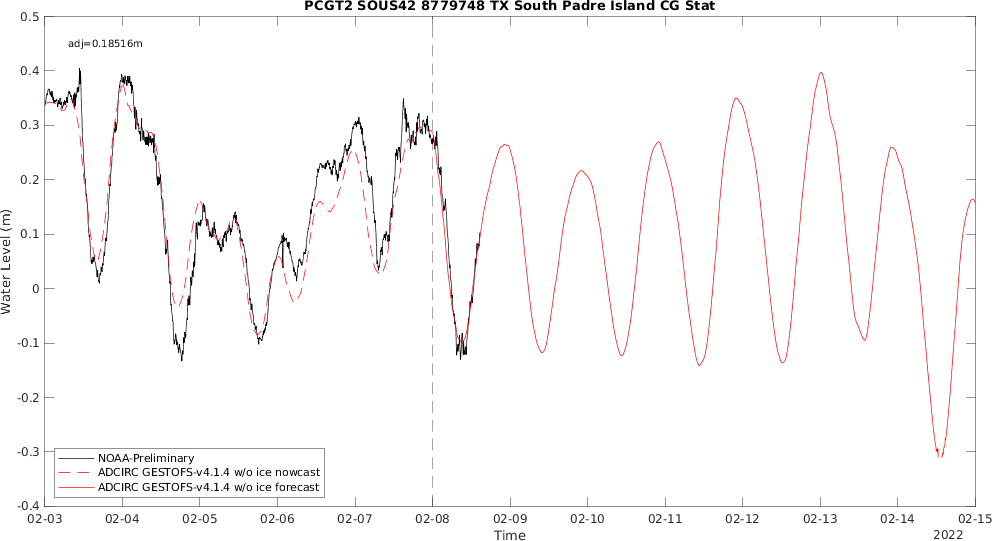 PCGT2 SOUS42 8779748 TX South Padre Island CG Stat
adj=0.18516m
Water Level (m)
0.5
0.4
0.3
0.2
0.1
0
-0.1
-0.2
-0.3
-0.4
NOAA-Preliminary
ADCIRC GESTOFS-v4.1.4 w/o ice nowcast
ADCIRC GESTOFS-v4.1.4 w/o ice forecast
02-03 02-04 02-05 02-06 02-07 02-08 02-09 02-10 02-11 02-12 02-13 02-14 02-15
Time
2022